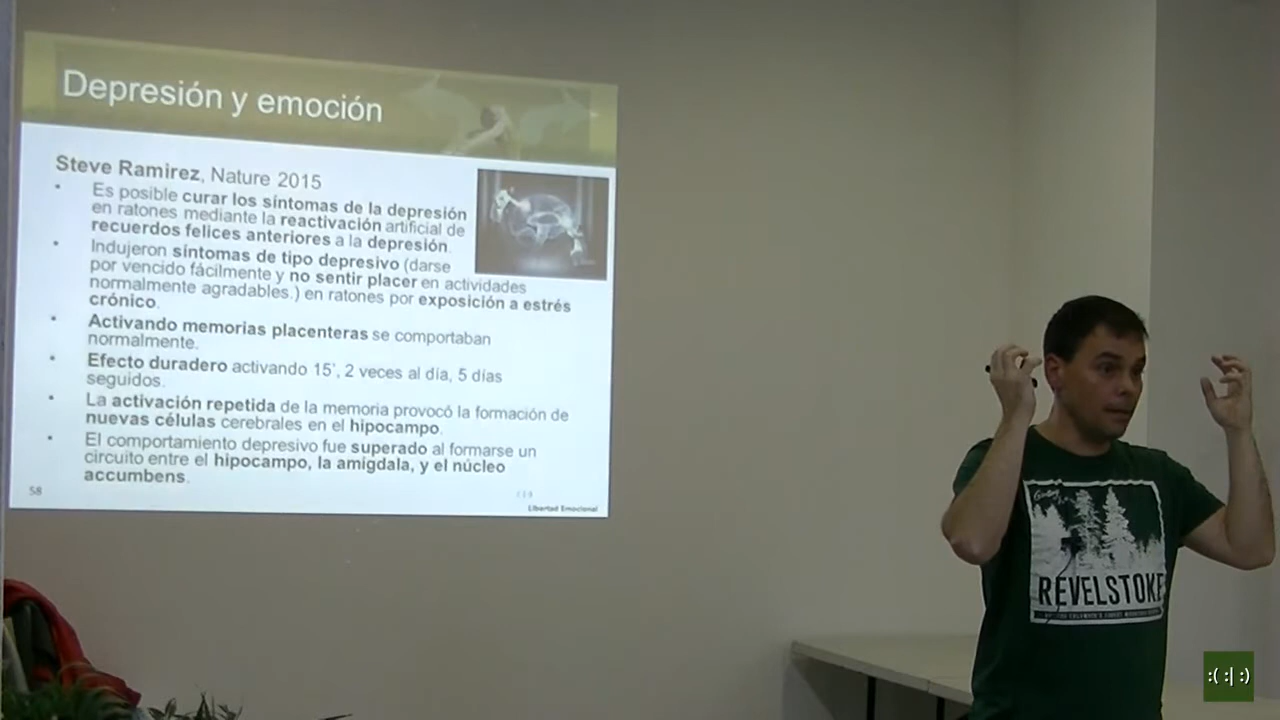 Depresión y emoción
Steve Ramirez, Nature 2015
• Es posible curar los síntomas de la depresión
en ratones mediante la reactivación artificial de
recuerdos felices anteriores a la depresión.
• Indujeron síntomas de tipo depresivo (darse
por vencido fácilmente y no sentir placer en actividades
normalmente agradables.) en ratones por exposición a estrés
crónico.
• Activando memorias placenteras se comportaban
normalmente.
• Efecto duradero activando 15', 2 veces al día, 5 días
seguidos.
• La activación repetida de la memoria provocó la formación de
nuevas células cerebrales en el hipocampo.
• El comportamiento depresivo fue superado al formarse un
circuito entre el hipocampo, la amígdala, y el núcleo
accumbens.
58
Libertad Emocional
REVELSTOKE
:( :| :)